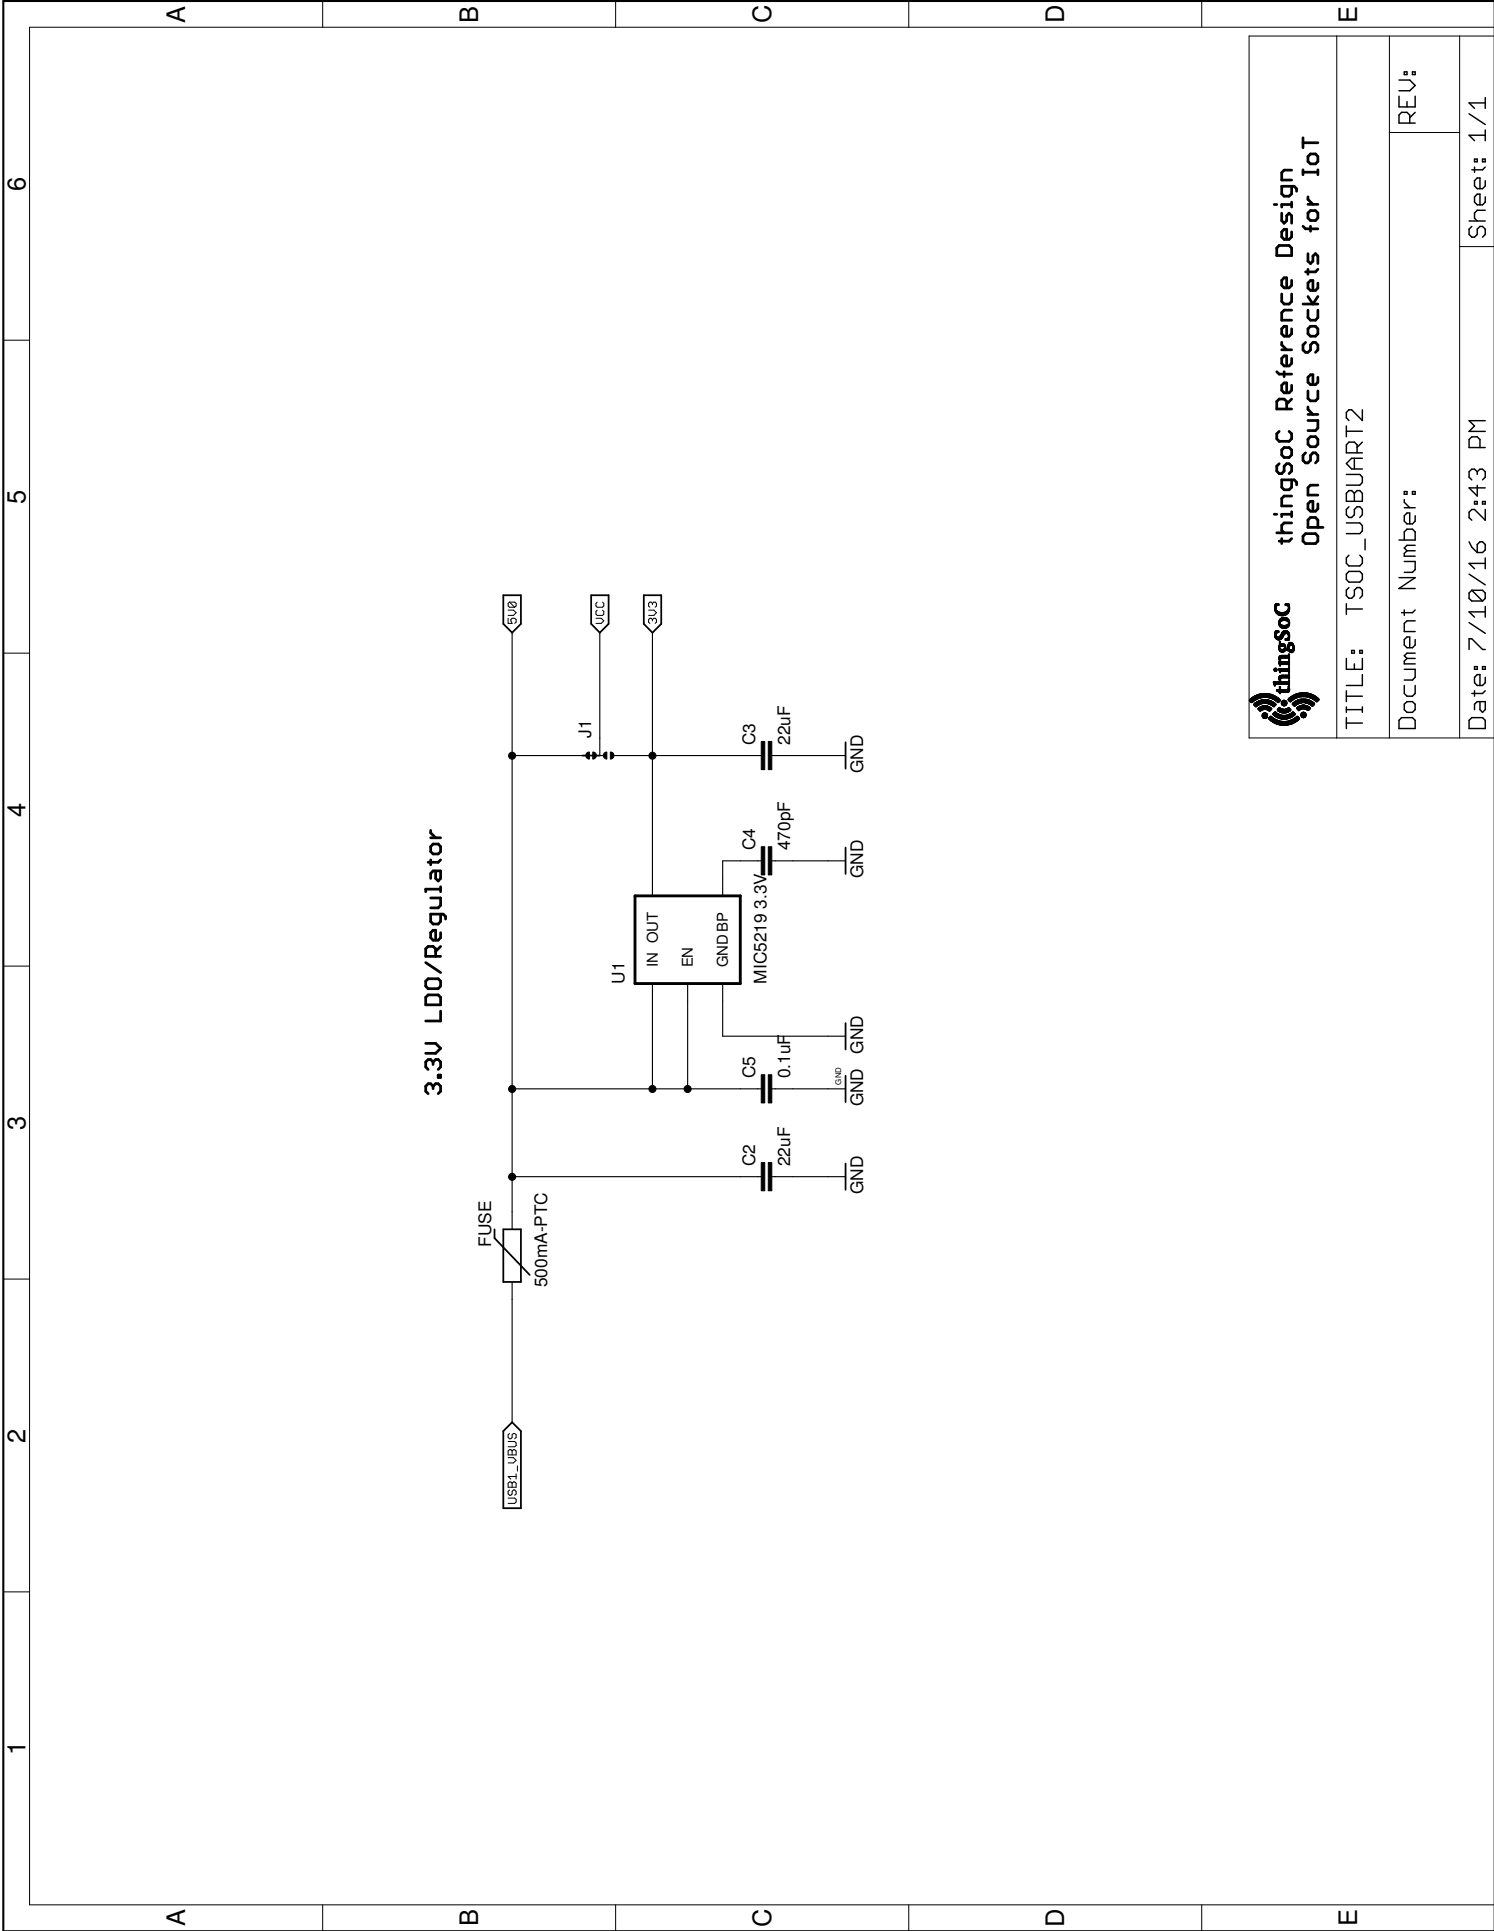 1 2 3 4 5 6
A A
B B
C C
D D
E E
3.3V LDO/Regulator
FUSE
500mA-PTC
USB1_VBUS
5V0
VCC
3V3
J1
U1
IN OUT
EN
GND BP
MIC5219 3.3V
C2
22uF
GND
C5
0.1uF
GND
GND
GND
C4
470pF
GND
C3
22uF
GND
thingSoC
thingSoC Reference Design
Open Source Sockets for IoT
TITLE: TSOC_USBUART2
Document Number:
REV:
Date: 7/10/16 2:43 PM
Sheet: 1/1